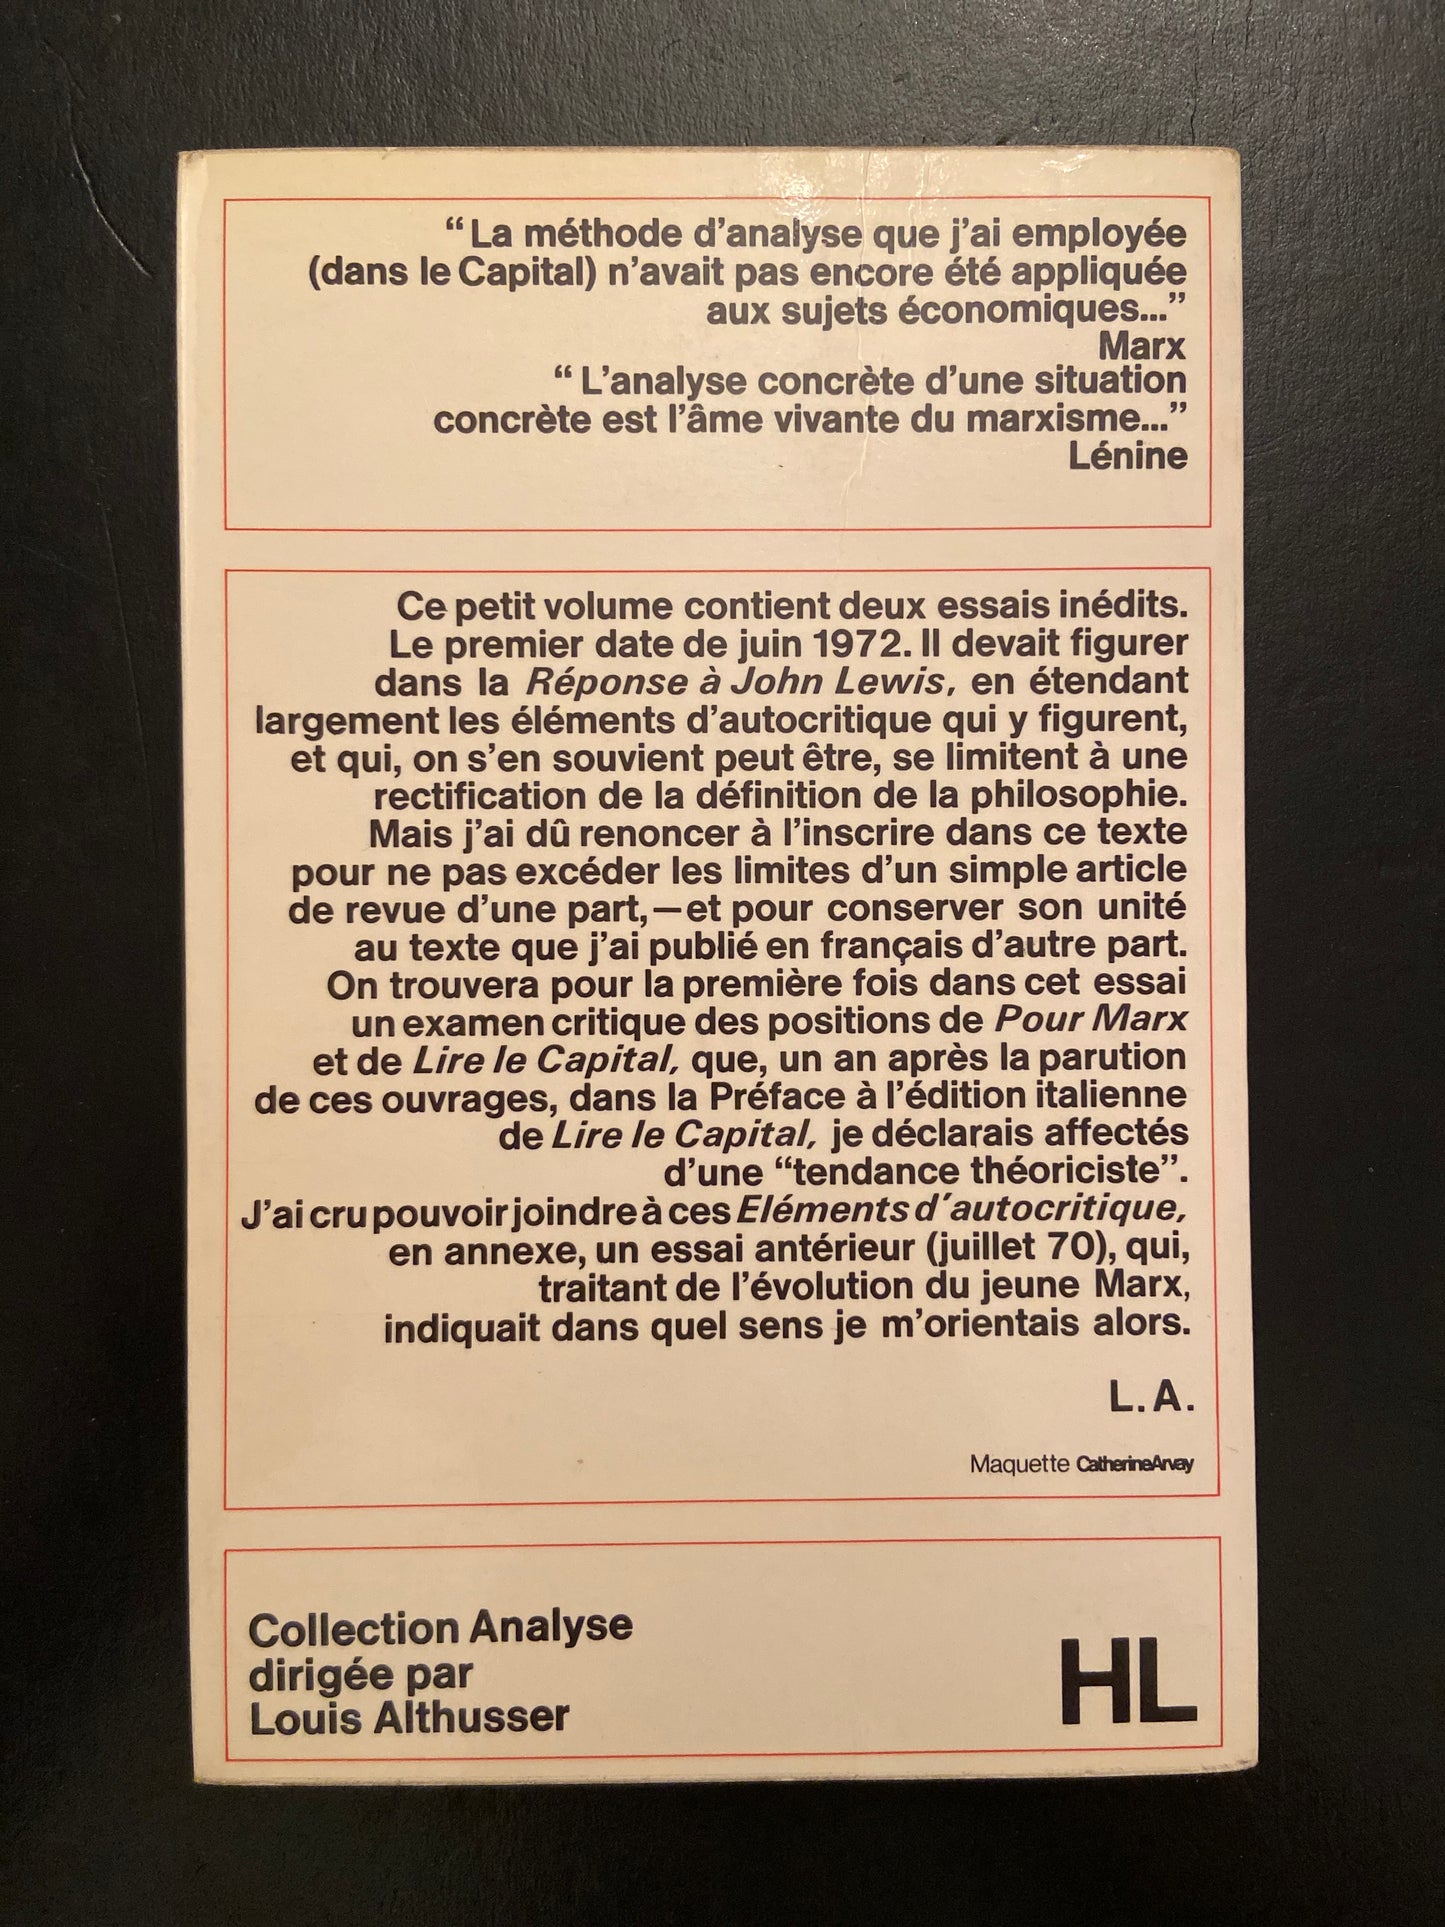 “La méthode d’analyse que j’ai employée
(dans le Capital) n’avait pas encore été appliquée
aux sujets économiques...”
Marx
“L’analyse concrète d’une situation
concrète est l’âme vivante du marxisme...”
Lénine
Ce petit volume contient deux essais inédits.
Le premier date de juin 1972. Il devait figurer
dans la Réponse à John Lewis, en étendant
largement les éléments d’autocritique qui y figurent,
et qui, on s’en souvient peut être, se limitent à une
rectification de la définition de la philosophie.
Mais j’ai dû renoncer à l’inscrire dans ce texte
pour ne pas excéder les limites d’un simple article
de revue d’une part,—et pour conserver son unité
au texte que j’ai publié en français d’autre part.
On trouvera pour la première fois dans cet essai
un examen critique des positions de Pour Marx
et de Lire le Capital, que, un an après la parution
de ces ouvrages, dans la Préface à l’édition italienne
de Lire le Capital, je déclarais affectés
d’une “tendance théoriciste”.
J’ai cru pouvoir joindre à ces Eléments d’autocritique,
en annexe, un essai antérieur (juillet 70), qui,
traitant de l’évolution du jeune Marx,
indiquait dans quel sens je m’orientais alors.
L.A.
Maquette Catherine Arvay
Collection Analyse
dirigée par
Louis Althusser
HL